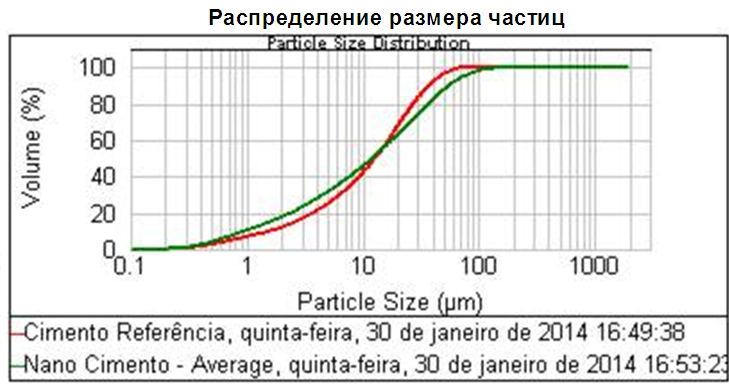 Распределение размера частиц
Particle Size Distribution
Volume (%)
100
80
60
40
20
0
0.1 1 10 100 1000
Particle Size (µm)
Cimento Referência, quinta-feira, 30 de janeiro de 2014 16:49:38
Nano Cimento - Average, quinta-feira, 30 de janeiro de 2014 16:53:23